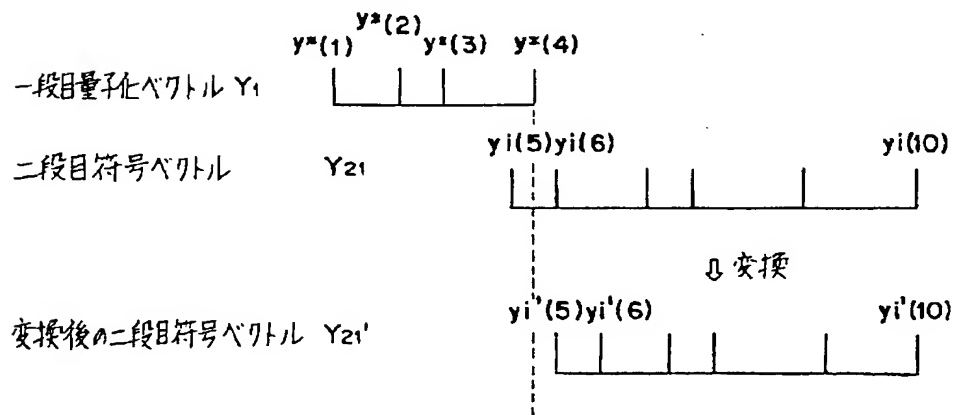 y*(1) y*(2) y*(3) y*(4)
一段目量子化ベクトル Y1
yi(5) yi(6) yi(10)
二段目符号ベクトル Y21
⇩ 変換
yi'(5) yi'(6) yi'(10)
変換後の二段目符号ベクトル Y21'